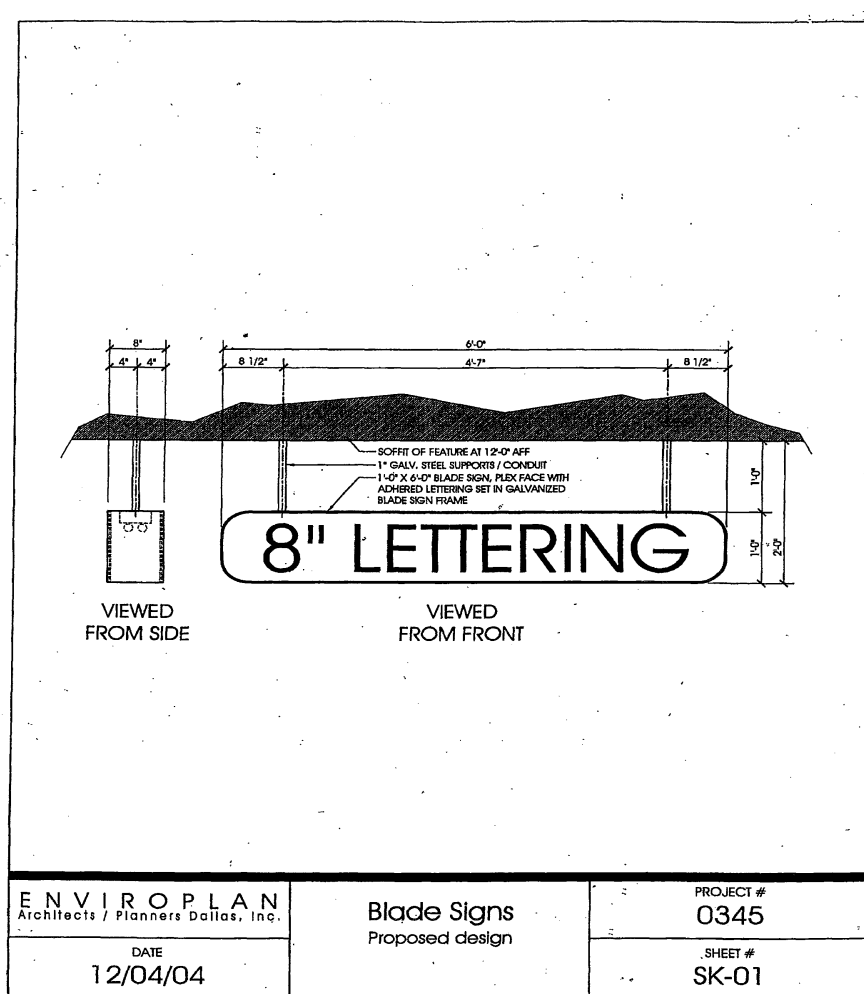 8"
6'-0"
4" 4" 8 1/2" 4'-7" 8 1/2"
SOFFIT OF FEATURE AT 12'-0" AFF
1" GALV. STEEL SUPPORTS / CONDUIT
1'-0" X 6'-0" BLADE SIGN, PLEX FACE WITH
ADHERED LETTERING SET IN GALVANIZED
BLADE SIGN FRAME
1'-0"
1'-0"
2'-0"
8" LETTERING
VIEWED
FROM SIDE
VIEWED
FROM FRONT
ENVIROPLAN
Architects / Planners Dallas, Inc.
DATE
12/04/04
Blade Signs
Proposed design
PROJECT #
0345
SHEET #
SK-01